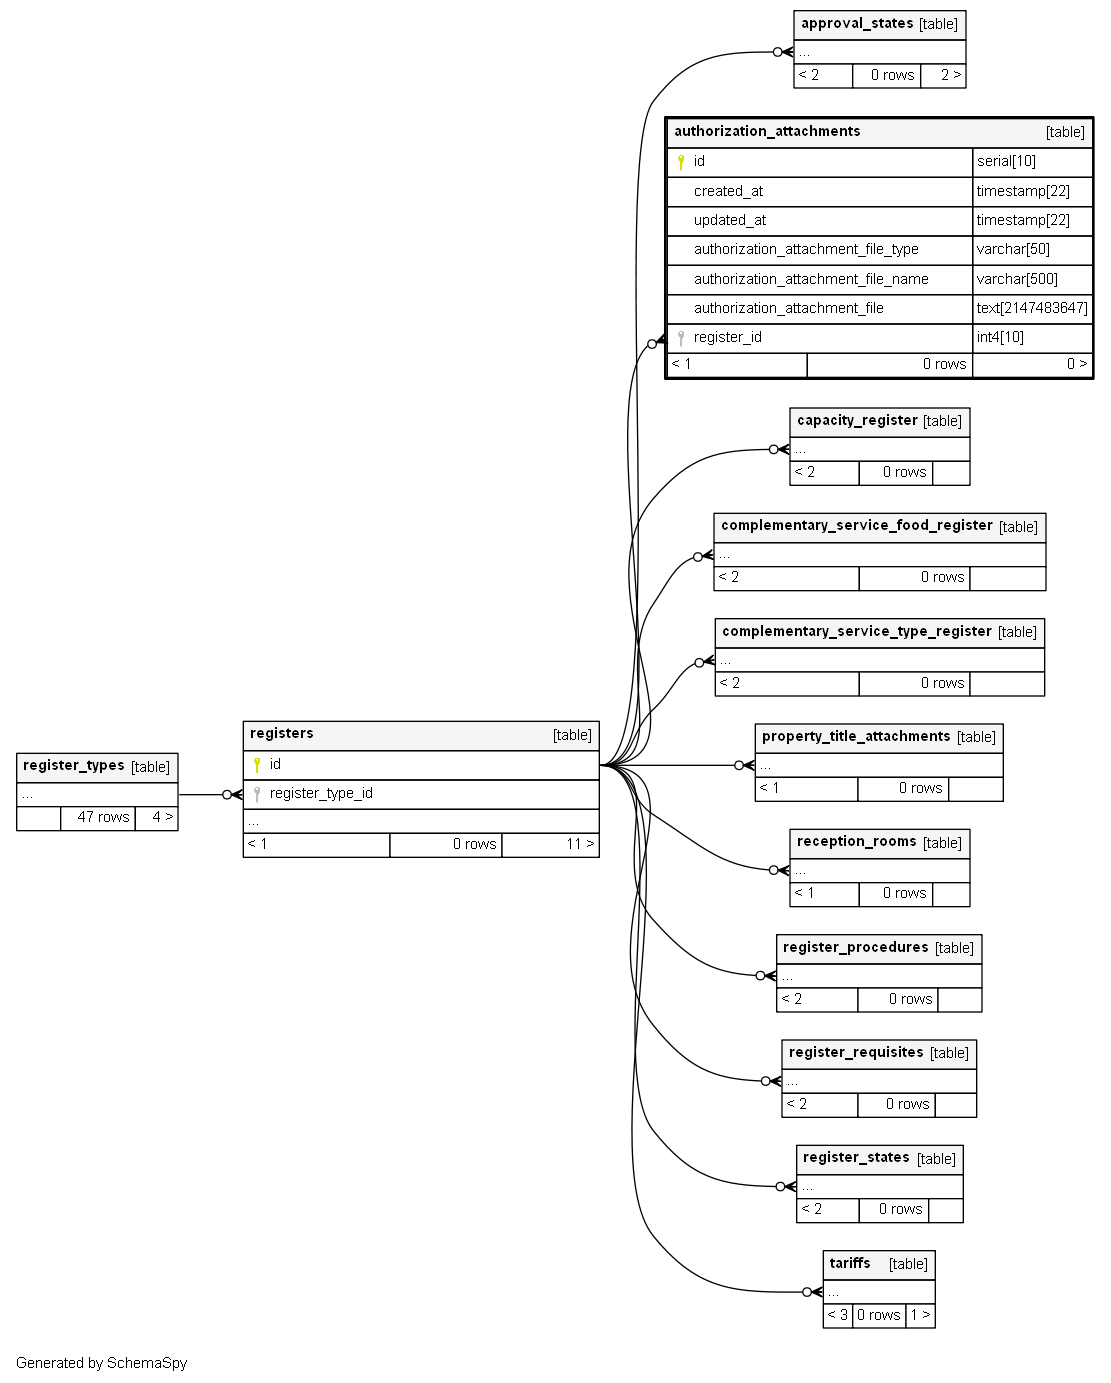 approval_states [table]
...
< 2 0 rows 2 >
authorization_attachments [table]
id serial[10]
created_at timestamp[22]
updated_at timestamp[22]
authorization_attachment_file_type varchar[50]
authorization_attachment_file_name varchar[500]
authorization_attachment_file text[2147483647]
register_id int4[10]
< 1 0 rows 0 >
capacity_register [table]
...
< 2 0 rows
complementary_service_food_register [table]
...
< 2 0 rows
complementary_service_type_register [table]
...
< 2 0 rows
register_types [table]
...
47 rows 4 >
registers [table]
id
register_type_id
...
< 1 0 rows 11 >
property_title_attachments [table]
...
< 1 0 rows
reception_rooms [table]
...
< 1 0 rows
register_procedures [table]
...
< 2 0 rows
register_requisites [table]
...
< 2 0 rows
register_states [table]
...
< 2 0 rows
tariffs [table]
...
< 3 0 rows 1 >
Generated by SchemaSpy